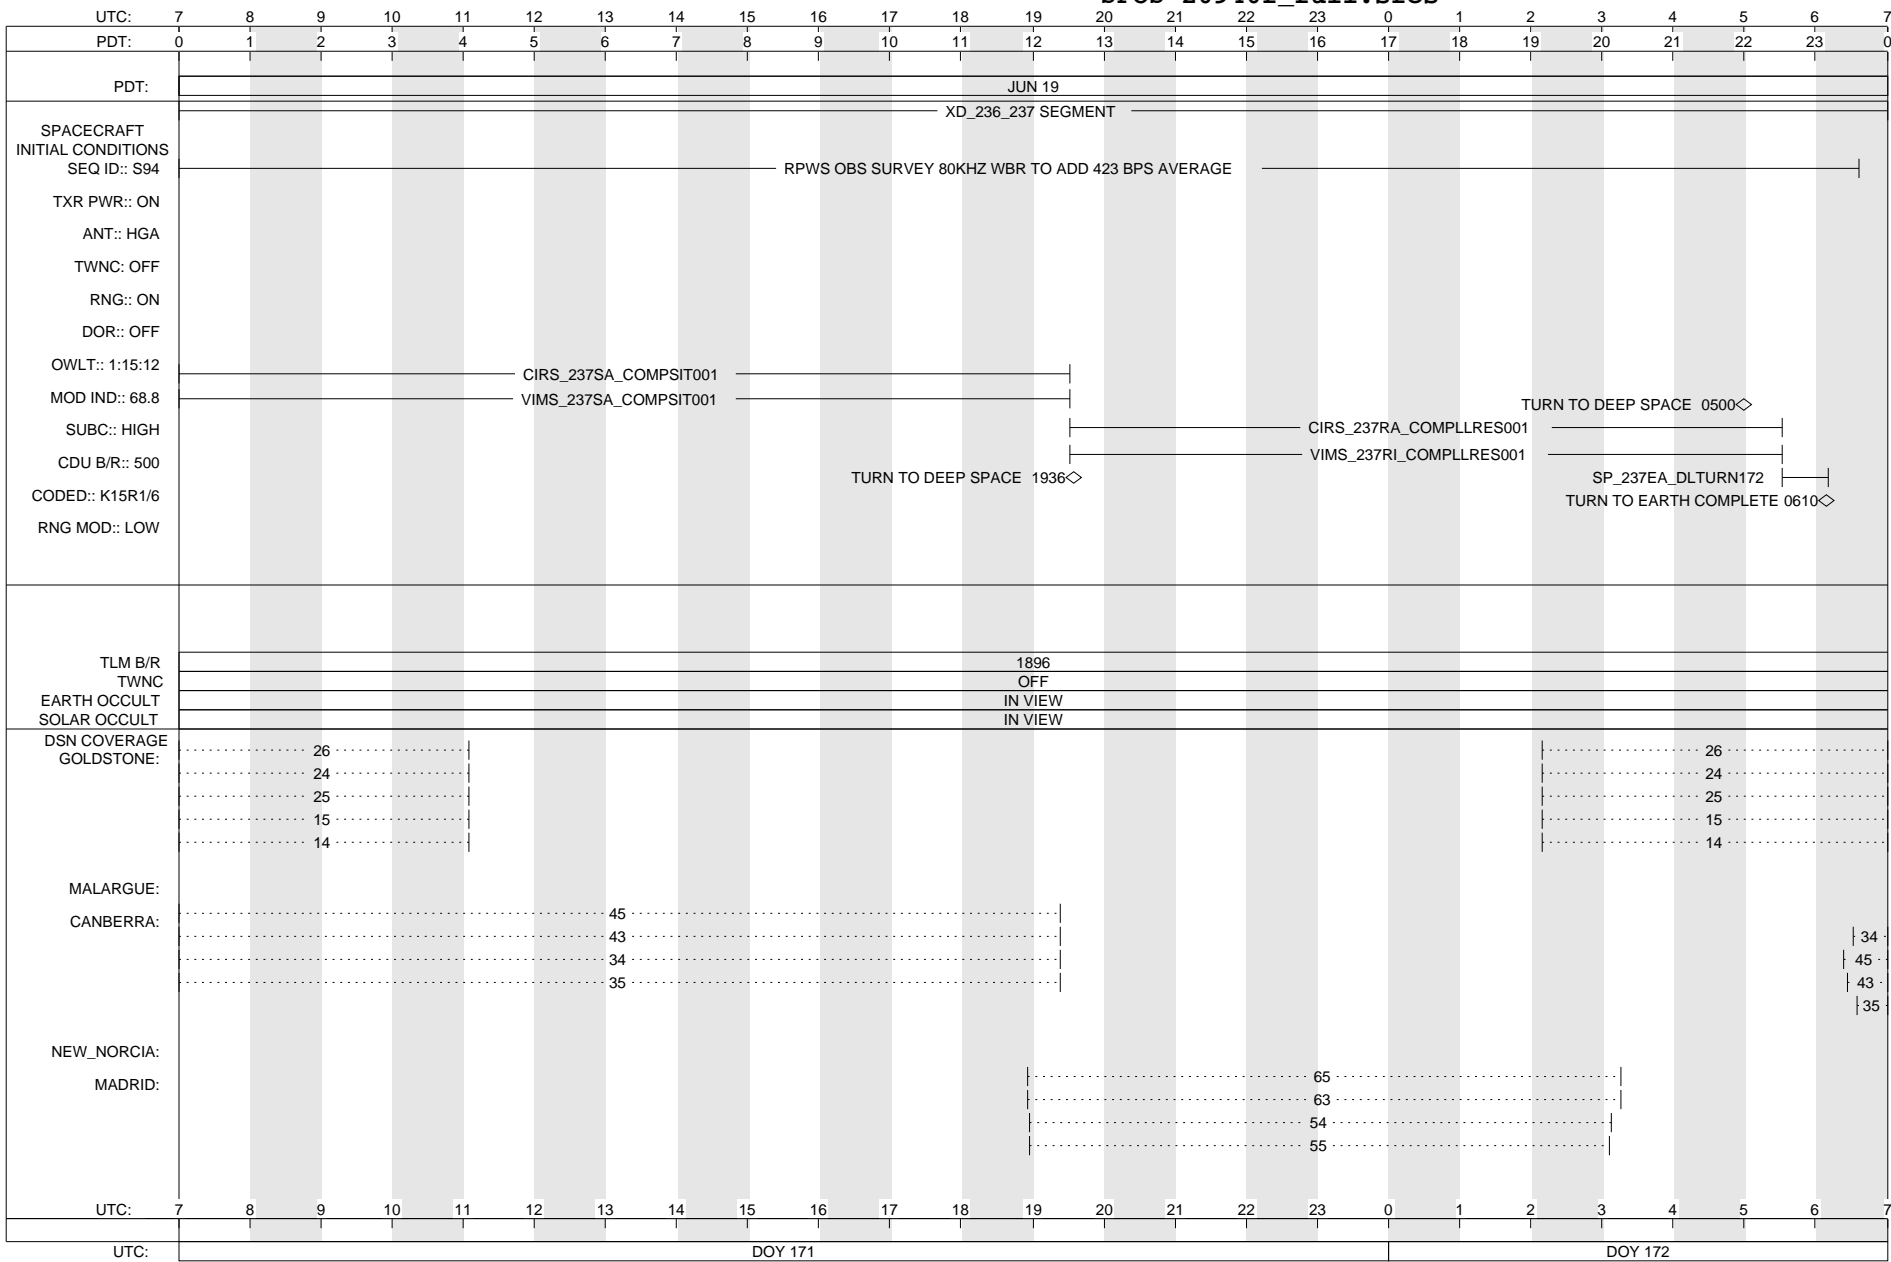 UTC: 7 8 9 10 11 12 13 14 15 16 17 18 19 20 21 22 23 0 1 2 3 4 5 6 7
PDT: 0 1 2 3 4 5 6 7 8 9 10 11 12 13 14 15 16 17 18 19 20 21 22 23 0
PDT: JUN 19
XD_236_237 SEGMENT
SPACECRAFT
INITIAL CONDITIONS
SEQ ID:: S94 RPWS OBS SURVEY 80KHZ WBR TO ADD 423 BPS AVERAGE
TXR PWR:: ON
ANT:: HGA
TWNC: OFF
RNG:: ON
DOR:: OFF
OWLT:: 1:15:12
CIRS_237SA_COMPSIT001
MOD IND:: 68.8 VIMS_237SA_COMPSIT001
TURN TO DEEP SPACE 0500
SUBC:: HIGH CIRS_237RA_COMPLLRES001
CDU B/R:: 500 VIMS_237RI_COMPLLRES001
TURN TO DEEP SPACE 1936 SP_237EA_DLTURN172
CODED:: K15R1/6 TURN TO EARTH COMPLETE 0610
RNG MOD:: LOW
TLM B/R 1896
TWNC OFF
EARTH OCCULT IN VIEW
SOLAR OCCULT IN VIEW
DSN COVERAGE
GOLDSTONE: 26 26
24 24
25 25
15 15
14 14
MALARGUE:
CANBERRA: 45
43 34
34 45
35 43
35
NEW_NORCIA:
MADRID: 65
63
54
55
UTC: 7 8 9 10 11 12 13 14 15 16 17 18 19 20 21 22 23 0 1 2 3 4 5 6 7
UTC: DOY 171 DOY 172